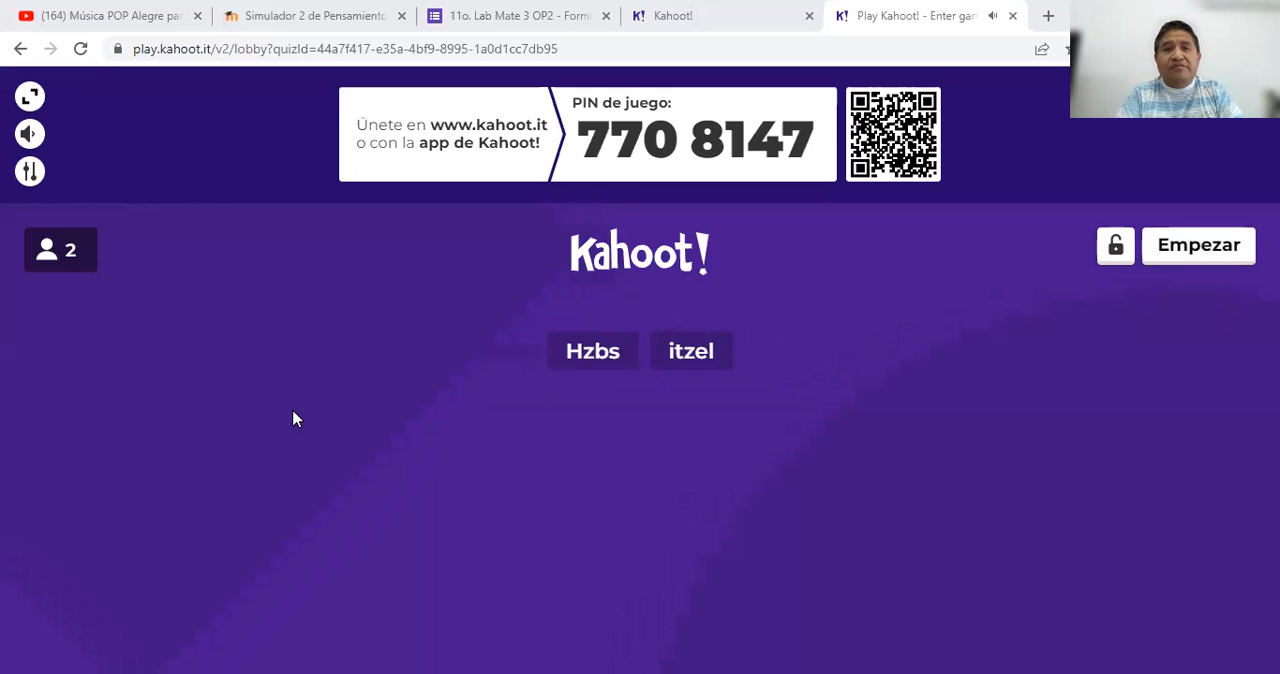 (164) Música POP Alegre par
Simulador 2 de Pensamiento
11o. Lab Mate 3 OP2 - Form
Kahoot!
Play Kahoot! - Enter gam
play.kahoot.it/v2/lobby?quizId=44a7f417-e35a-4bf9-8995-1a0d1cc7db95
Únete en www.kahoot.it
o con la app de Kahoot!
PIN de juego:
770 8147
2
Kahoot!
Empezar
Hzbs
itzel